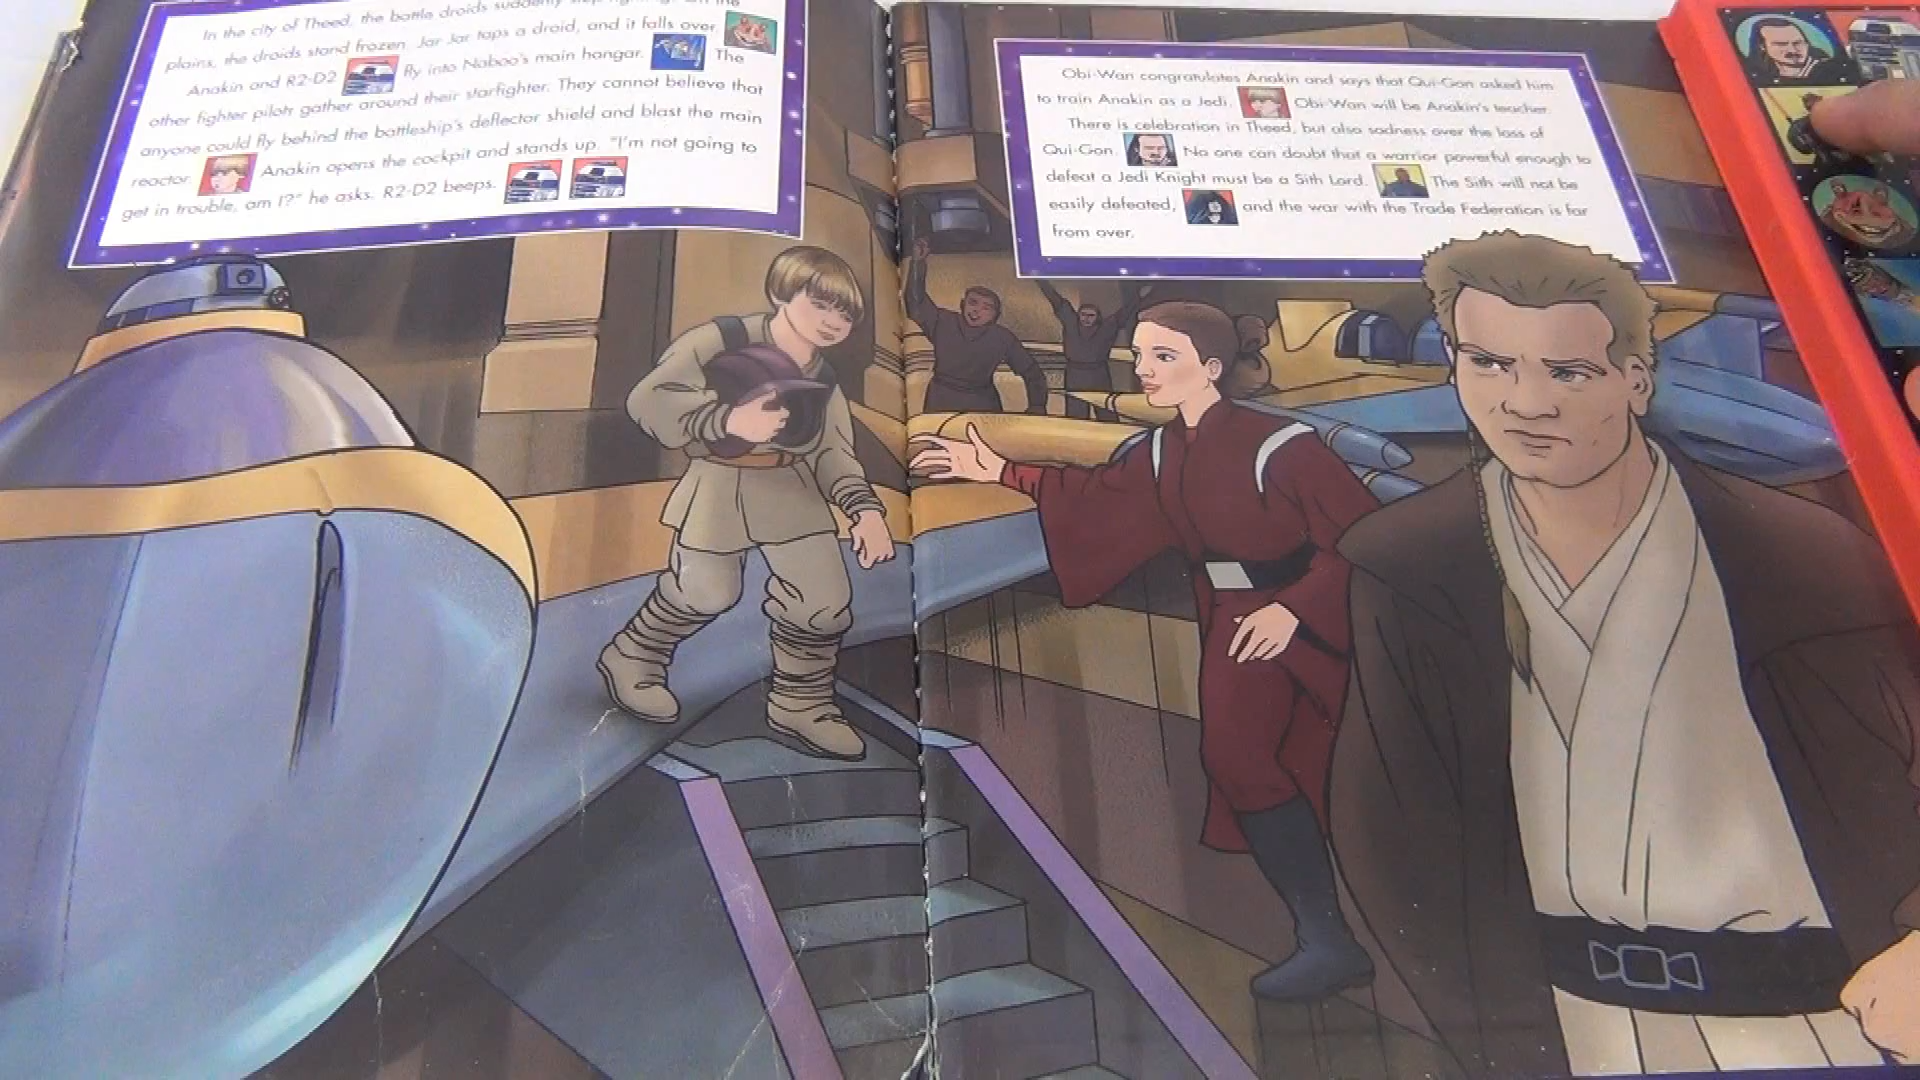 In the city of Theed, the battle droids suddenly stop fighting. On the
plains, the droids stand frozen. Jar Jar taps a droid, and it falls over.
Anakin and R2-D2 fly into Naboo's main hangar. The
other fighter pilots gather around their starfighter. They cannot believe that
anyone could fly behind the battleship's deflector shield and blast the main
reactor. Anakin opens the cockpit and stands up. "I'm not going to
get in trouble, am I?" he asks. R2-D2 beeps.
Obi-Wan congratulates Anakin and says that Qui-Gon asked him
to train Anakin as a Jedi. Obi-Wan will be Anakin's teacher.
There is celebration in Theed, but also sadness over the loss of
Qui-Gon. No one can doubt that a warrior powerful enough to
defeat a Jedi Knight must be a Sith Lord. The Sith will not be
easily defeated, and the war with the Trade Federation is far
from over.